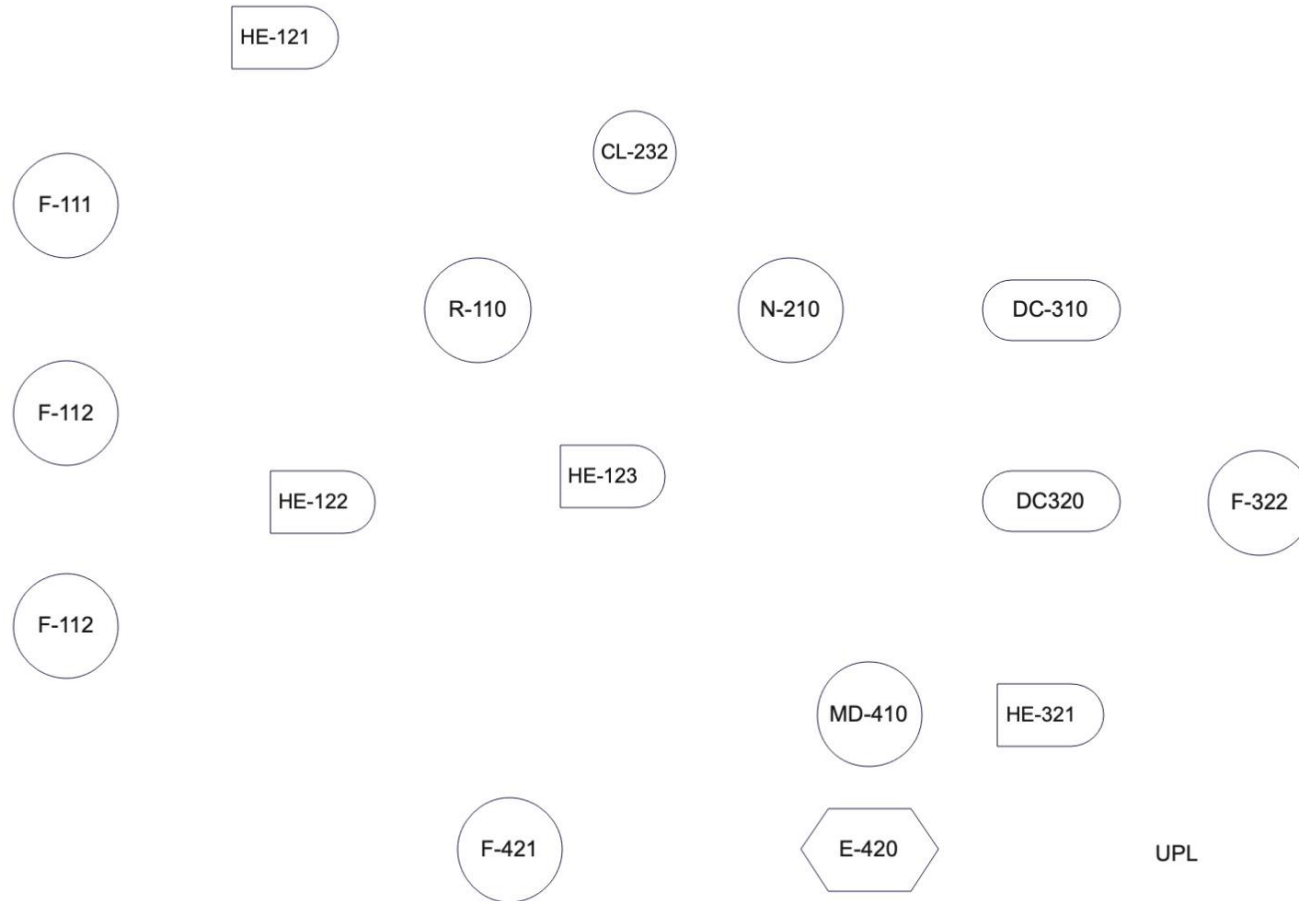 HE-121
CL-232
F-111
R-110
N-210
DC-310
F-112
HE-123
HE-122
DC320
F-322
F-112
MD-410
HE-321
F-421
E-420
UPL